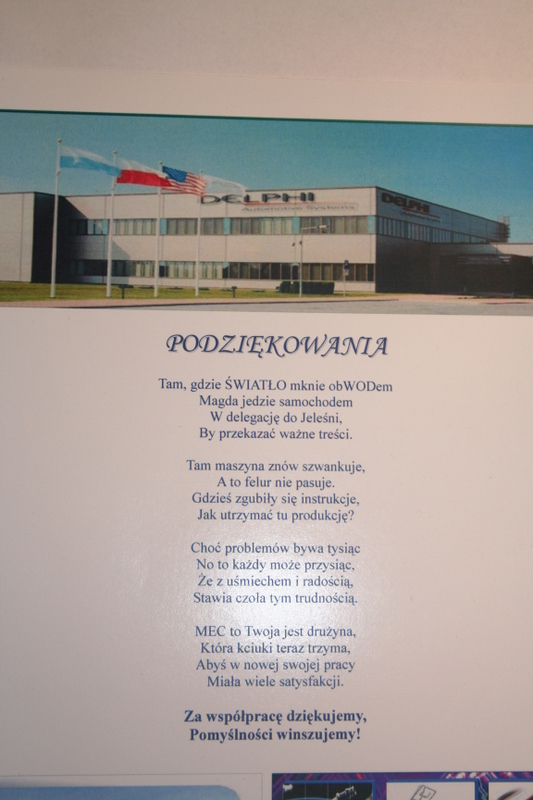 DELPHI
Automotive Systems
DELPHI
PODZIĘKOWANIA
Tam, gdzie ŚWIATŁO mknie obWODem
Magda jedzie samochodem
W delegację do Jeleśni,
By przekazać ważne treści.
Tam maszyna znów szwankuje,
A to felur nie pasuje.
Gdzieś zgubiły się instrukcje,
Jak utrzymać tu produkcję?
Choć problemów bywa tysiąc
No to każdy może przysiąc,
Że z uśmiechem i radością,
Stawia czoła tym trudnością.
MEC to Twoja jest drużyna,
Która kciuki teraz trzyma,
Abyś w nowej swojej pracy
Miała wiele satysfakcji.
Za współpracę dziękujemy,
Pomyślności winszujemy!